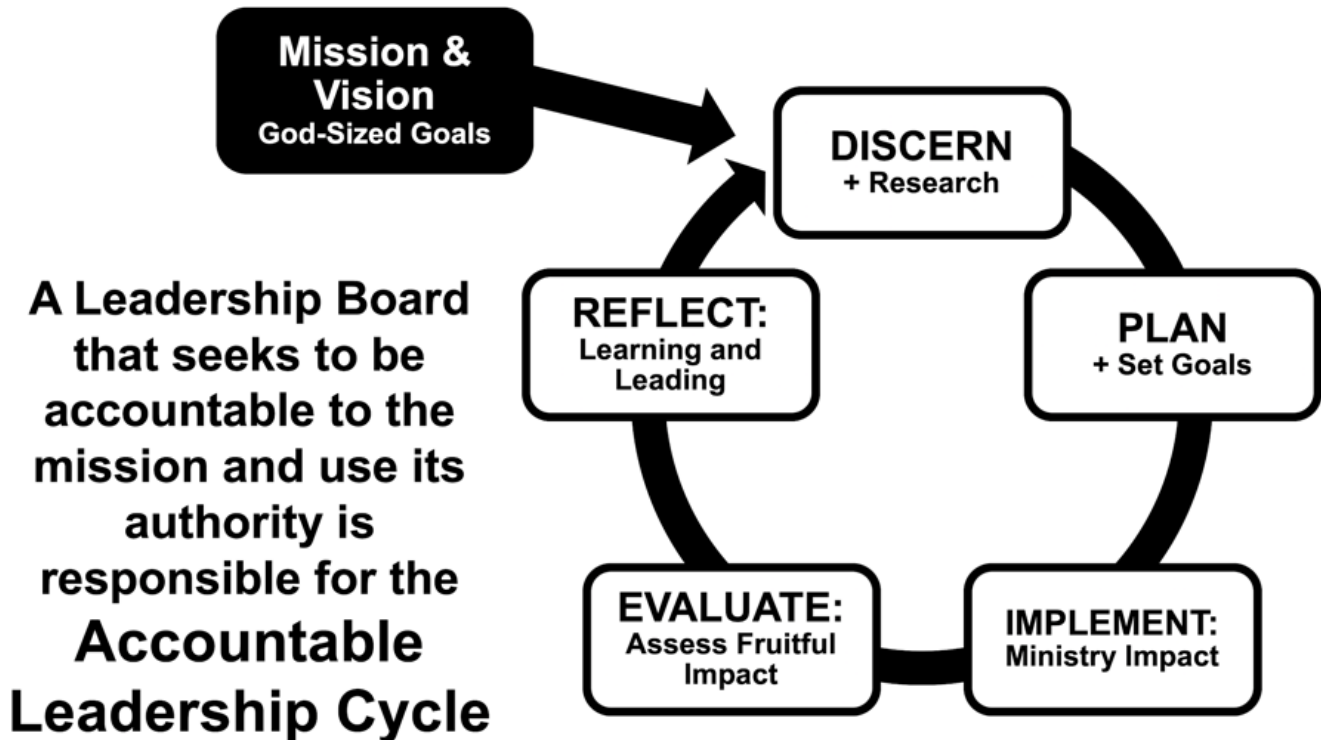 Mission &
Vision
God-Sized Goals
DISCERN
+ Research
PLAN
+ Set Goals
IMPLEMENT:
Ministry Impact
EVALUATE:
Assess Fruitful
Impact
REFLECT:
Learning and
Leading
A Leadership Board
that seeks to be
accountable to the
mission and use its
authority is
responsible for the
Accountable
Leadership Cycle